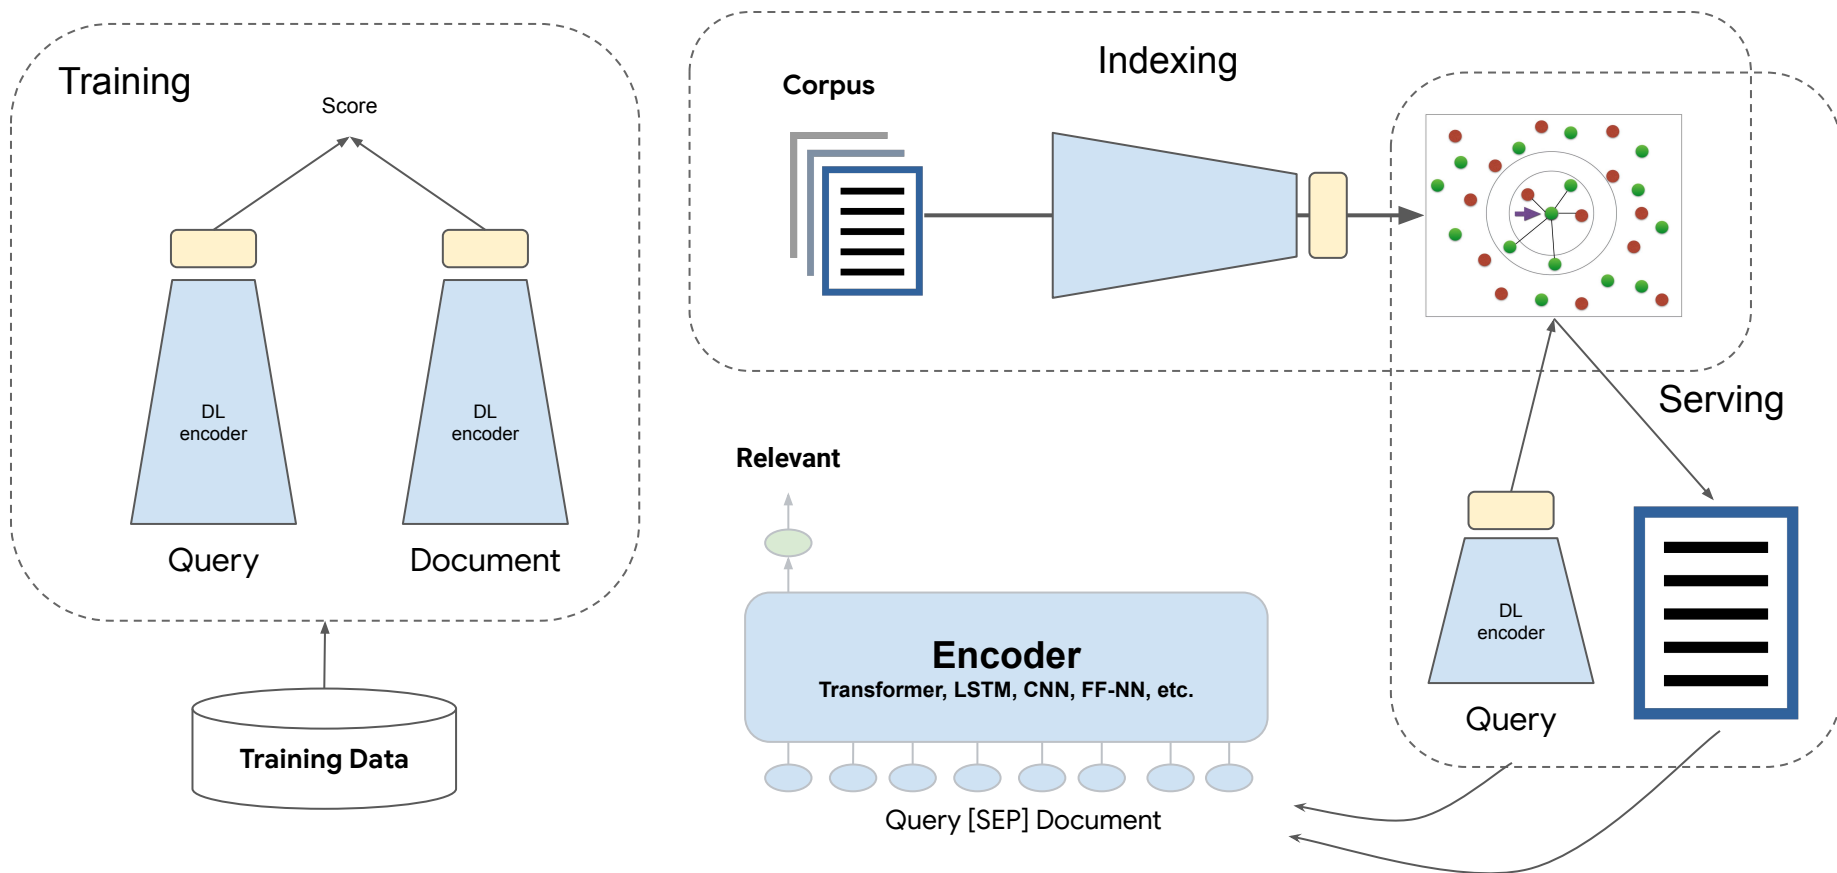 Training
Score
DL
encoder
DL
encoder
Query
Document
Training Data
Indexing
Corpus
Serving
DL
encoder
Query
Relevant
Encoder
Transformer, LSTM, CNN, FF-NN, etc.
Query [SEP] Document